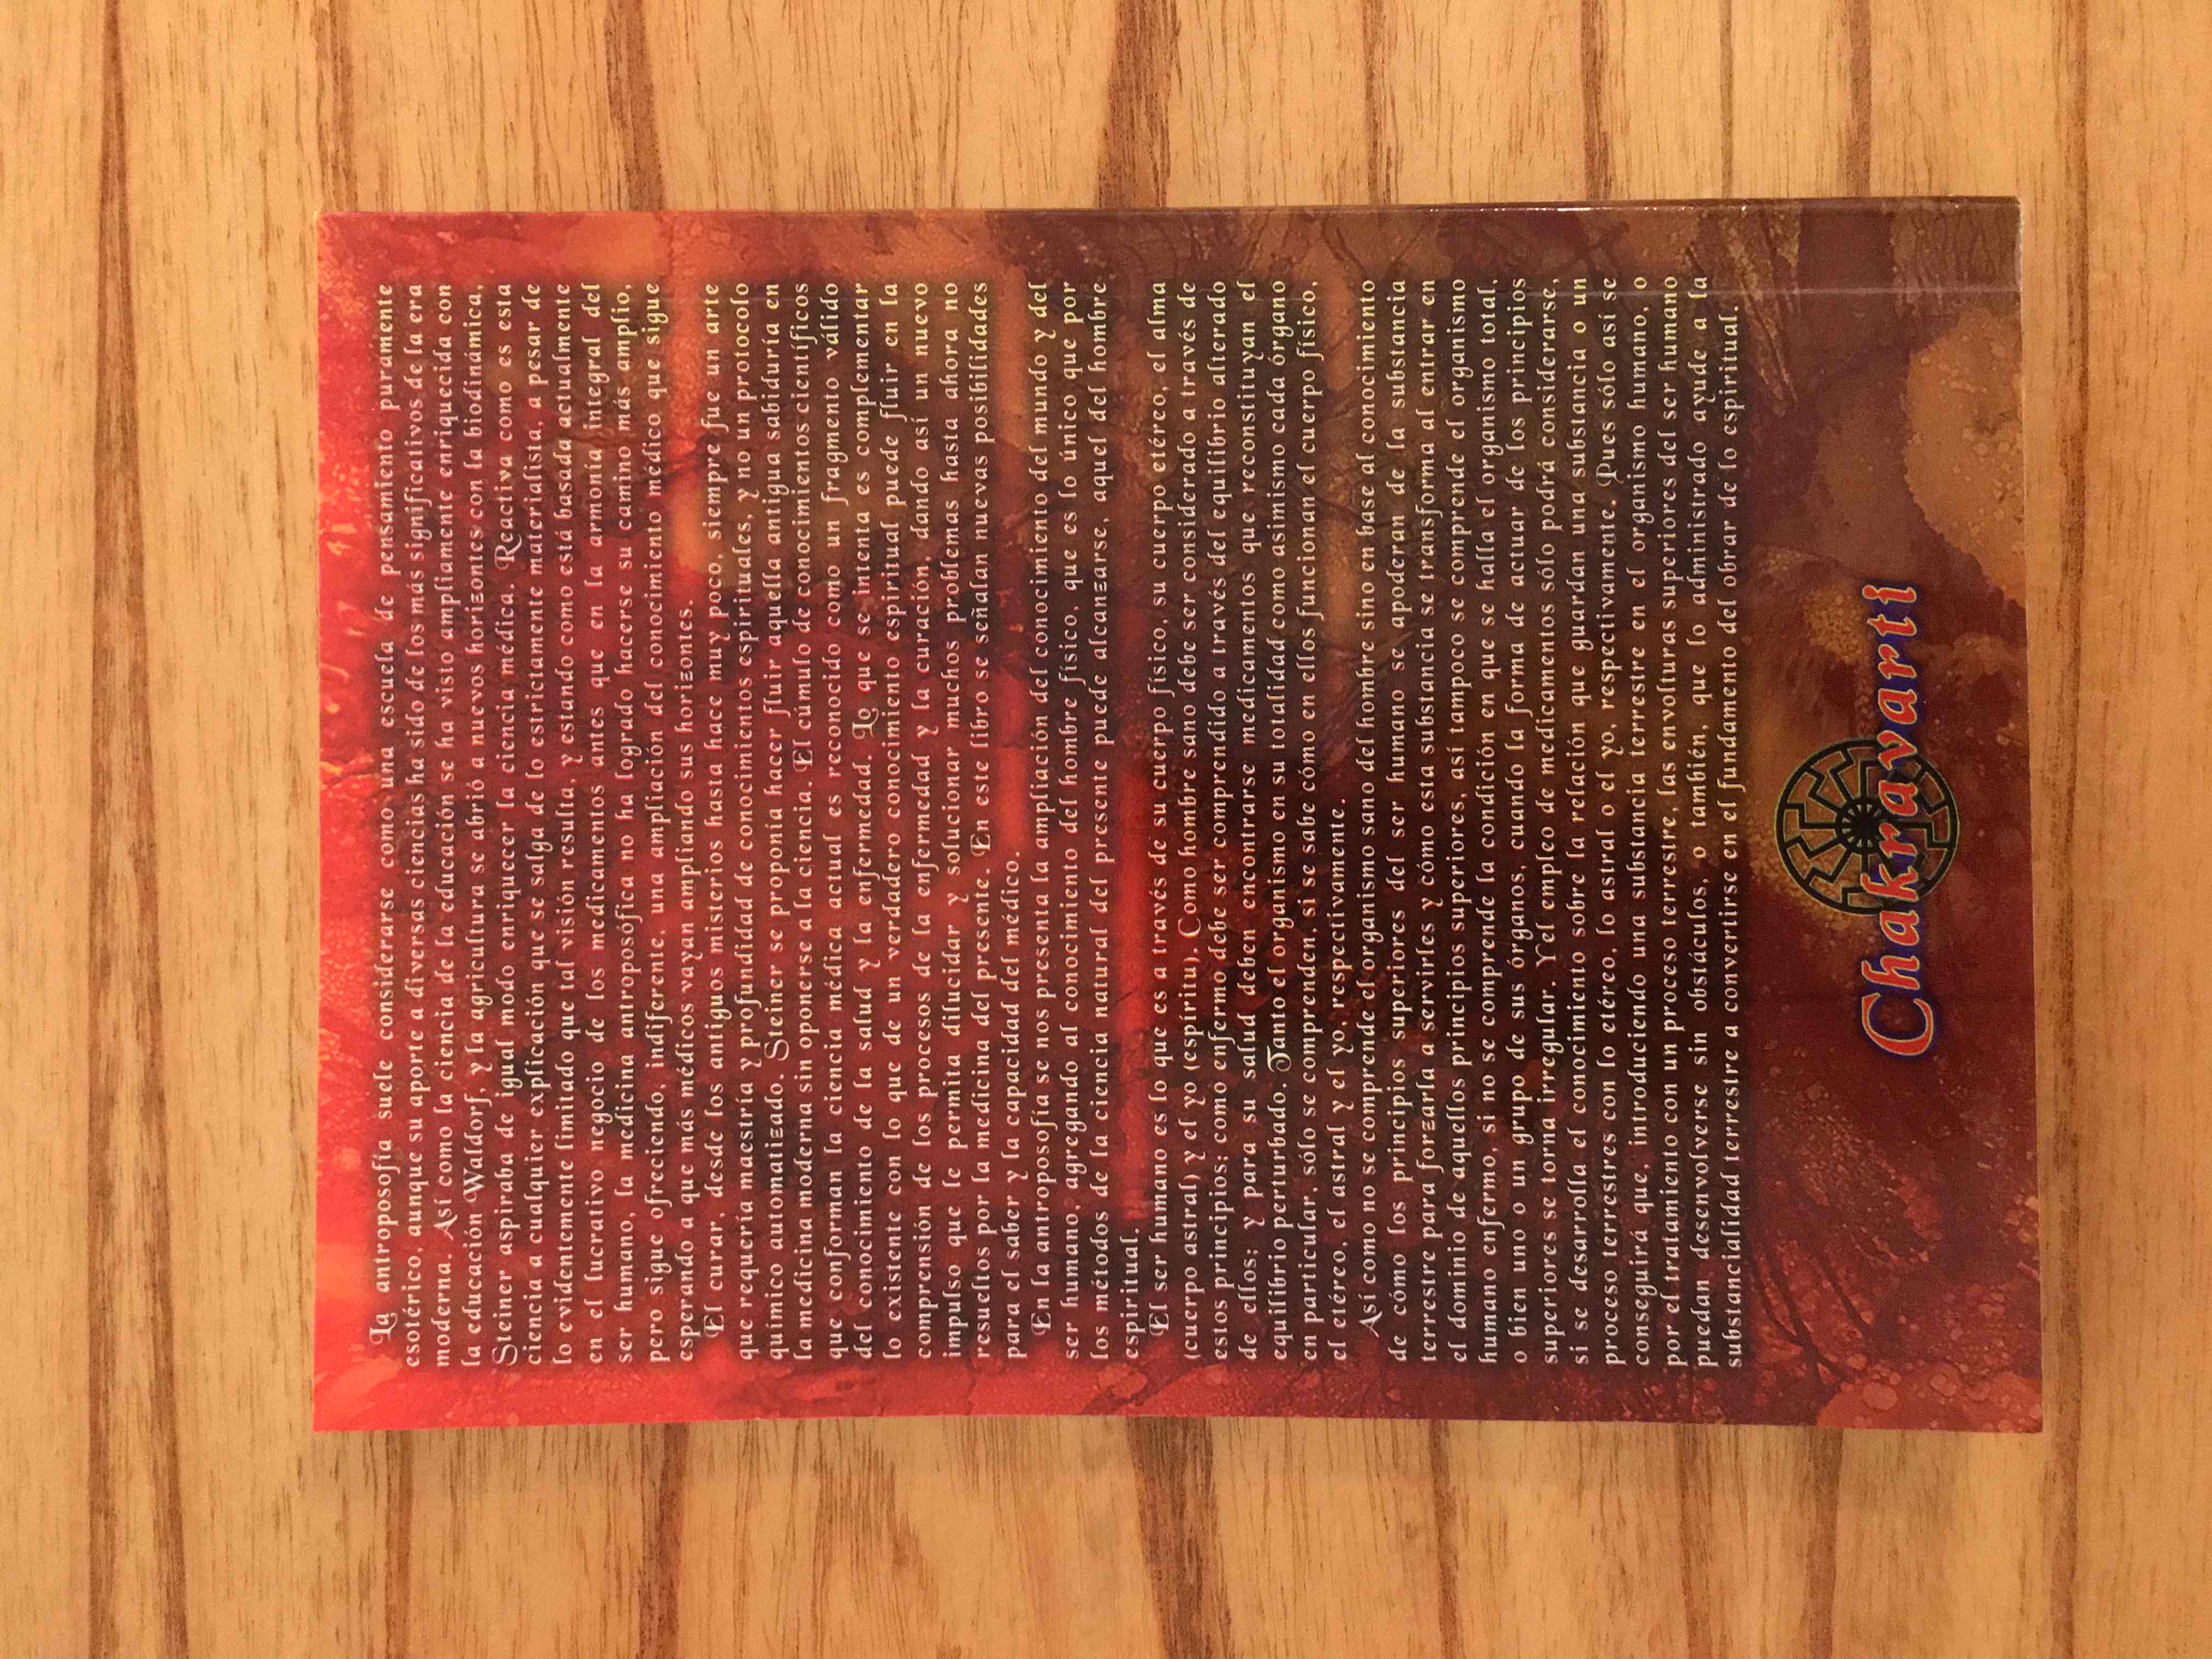 La antroposofía suele considerarse como una escuela de pensamiento puramente
esotérico, aunque su aporte a diversas ciencias ha sido de los más significativos de la era
moderna. Así como la ciencia de la educación se ha visto ampliamente enriquecida con
la educación Waldorf, y la agricultura se abrió a nuevos horizontes con la biodinámica,
Steiner aspiraba de igual modo enriquecer la ciencia médica. Reactiva como es esta
ciencia a cualquier explicación que se salga de lo estrictamente materialista, a pesar de
lo evidentemente limitado que tal visión resulta, y estando como está basada actualmente
en el lucrativo negocio de los medicamentos antes que en la armonía integral del
ser humano, la medicina antroposófica no ha logrado hacerse su camino más amplio,
pero sigue ofreciendo, indiferente, una ampliación del conocimiento médico que sigue
esperando a que más médicos vayan ampliando sus horizontes.
El curar, desde los antiguos misterios hasta hace muy poco, siempre fue un arte
que requería maestría y profundidad de conocimientos espirituales, y no un protocolo
químico automatizado. Steiner se proponía hacer fluir aquella antigua sabiduría en
la medicina moderna sin oponerse a la ciencia. El cúmulo de conocimientos científicos
que conforman la ciencia médica actual es reconocido como un fragmento válido
del conocimiento de la salud y la enfermedad. Lo que se intenta es complementar
lo existente con lo que de un verdadero conocimiento espiritual puede fluir en la
comprensión de los procesos de la enfermedad y la curación, dando así un nuevo
impulso que le permita dilucidar y solucionar muchos problemas hasta ahora no
resueltos por la medicina del presente. En este libro se señalan nuevas posibilidades
para el saber y la capacidad del médico.
En la antroposofía se nos presenta la ampliación del conocimiento del mundo y del
ser humano, agregando al conocimiento del hombre físico, que es lo único que por
los métodos de la ciencia natural del presente puede alcanzarse, aquel del hombre
espiritual.
El ser humano es lo que es a través de su cuerpo físico, su cuerpo etéreo, el alma
(cuerpo astral) y el yo (espíritu). Como hombre sano debe ser considerado a través de
estos principios; como enfermo debe ser comprendido a través del equilibrio alterado
de ellos; y para su salud deben encontrarse medicamentos que reconstituyan el
equilibrio perturbado. Tanto el organismo en su totalidad como asimismo cada órgano
en particular, sólo se comprenden, si se sabe cómo en ellos funcionan el cuerpo físico,
el etéreo, el astral y el yo, respectivamente.
Así como no se comprende el organismo sano del hombre sino en base al conocimiento
de cómo los principios superiores del ser humano se apoderan de la substancia
terrestre para forzarla a servirles y cómo esta substancia se transforma al entrar en
el dominio de aquellos principios superiores, así tampoco se comprende el organismo
humano enfermo, si no se comprende la condición en que se halla el organismo total,
o bien uno o un grupo de sus órganos, cuando la forma de actuar de los principios
superiores se torna irregular. Y el empleo de medicamentos sólo podrá considerarse,
si se desarrolla el conocimiento sobre la relación que guardan una substancia o un
proceso terrestres con lo etéreo, lo astral o el yo, respectivamente. Pues sólo así se
conseguirá que, introduciendo una substancia terrestre en el organismo humano, o
por el tratamiento con un proceso terrestre, las envolturas superiores del ser humano
puedan desenvolverse sin obstáculos, o también, que lo administrado ayude a la
substancialidad terrestre a convertirse en el fundamento del obrar de lo espiritual.
Chakravarti